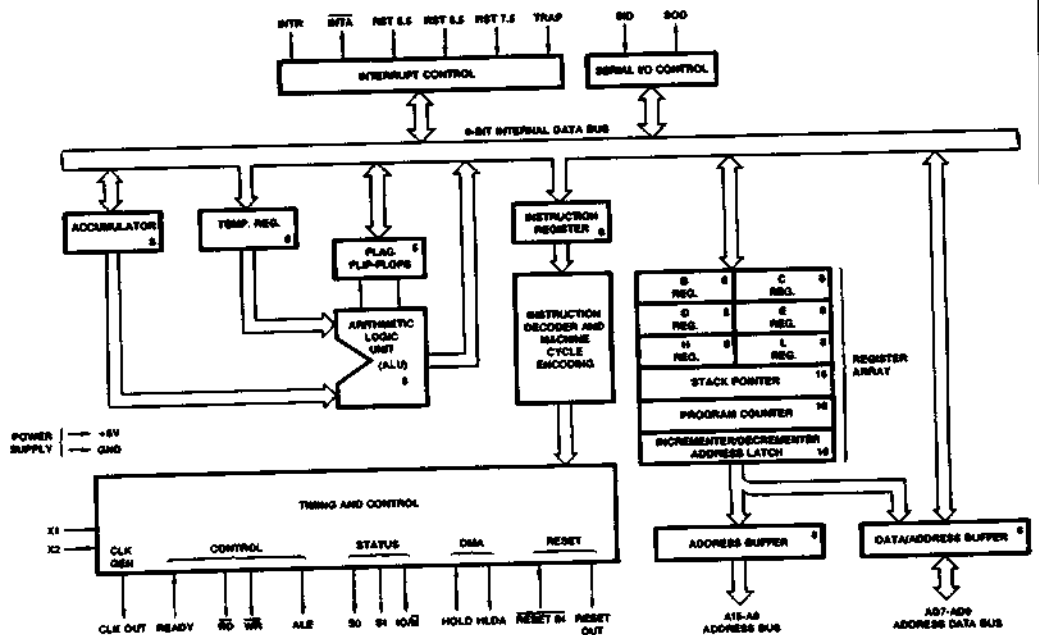 INTR INTA RST 5.5 RST 6.5 RST 7.5 TRAP SID SOD
INTERRUPT CONTROL
SERIAL I/O CONTROL
8-BIT INTERNAL DATA BUS
ACCUMULATOR
8
TEMP. REG.
8
FLAG
5
FLIP-FLOPS
INSTRUCTION
REGISTER
8
ARITHMETIC
LOGIC
UNIT
(ALU)
8
INSTRUCTION
DECODER AND
MACHINE
CYCLE
ENCODING
B 8
REG.
C 8
REG.
D 8
REG.
E 8
REG.
H 8
REG.
L 8
REG.
STACK POINTER 16
PROGRAM COUNTER 16
INCREMENTER/DECREMENTER
ADDRESS LATCH 16
REGISTER
ARRAY
POWER
SUPPLY
+5V
GND
TIMING AND CONTROL
X1
X2
CLK
GEN
CONTROL
STATUS
DMA
RESET
CLK OUT READY RD WR ALE S0 S1 IO/M HOLD HLDA RESET OUT
ADDRESS BUFFER 8
DATA/ADDRESS BUFFER 8
A15-A8
ADDRESS BUS
AD7-AD0
ADDRESS DATA BUS